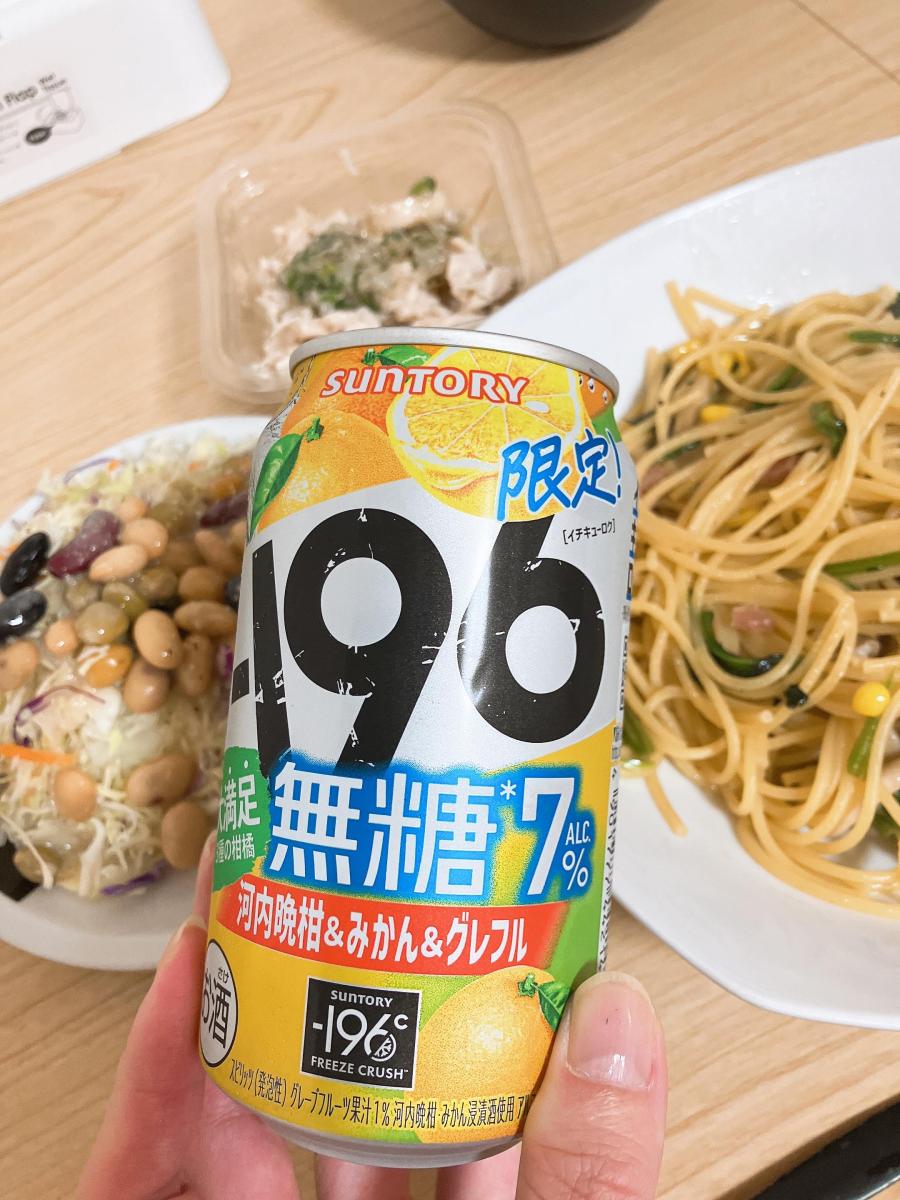 SUNTORY
限定!
[イチキューロク]
-196
満足
の柑橘
無糖*7%
ALC.
河内晩柑&みかん&グレフル
さけ
お酒
SUNTORY
-196℃
FREEZE CRUSH™
スピリッツ(発泡性) グレープフルーツ果汁1% 河内晩柑・みかん浸漬酒使用